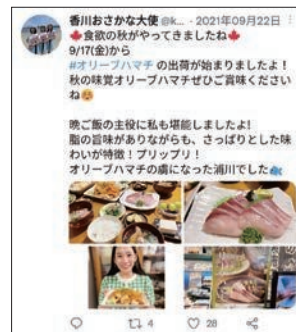 香川おさかな大使 @k... ・2021年09月22日
🍁食欲の秋がやってきましたね🍁
9/17(金)から
#オリーブハマチ の出荷が始まりましたよ！
秋の味覚オリーブハマチぜひご賞味ください
ね☺️
晩ご飯の主役に私も堪能しましたよ！
脂の旨味がありながらも、さっぱりとした味
わいが特徴！プリップリ！
オリーブハマチの虜になった浦川でした🐟
4
28